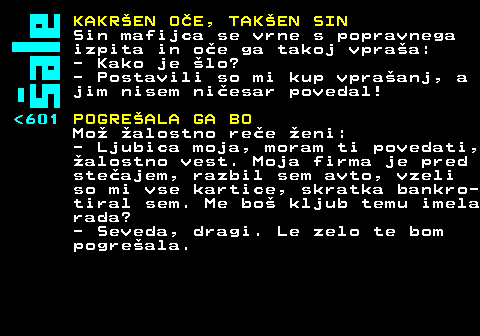 šale
KAKRŠEN OČE, TAKŠEN SIN
Sin mafijca se vrne s popravnega
izpita in oče ga takoj vpraša:
- Kako je šlo?
- Postavili so mi kup vprašanj, a
jim nisem ničesar povedal!
<601 POGREŠALA GA BO
Mož žalostno reče ženi:
- Ljubica moja, moram ti povedati,
žalostno vest. Moja firma je pred
stečajem, razbil sem avto, vzeli
so mi vse kartice, skratka bankro-
tiral sem. Me boš kljub temu imela
rada?
- Seveda, dragi. Le zelo te bom
pogrešala.